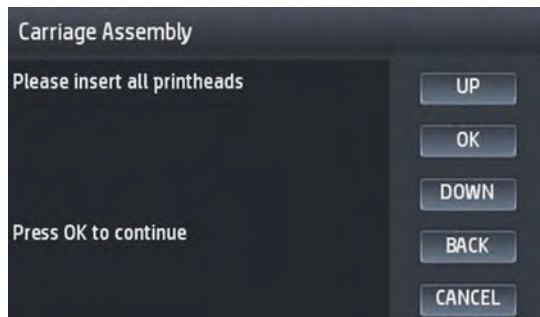 Carriage Assembly
Please insert all printheads
Press OK to continue
UP
OK
DOWN
BACK
CANCEL